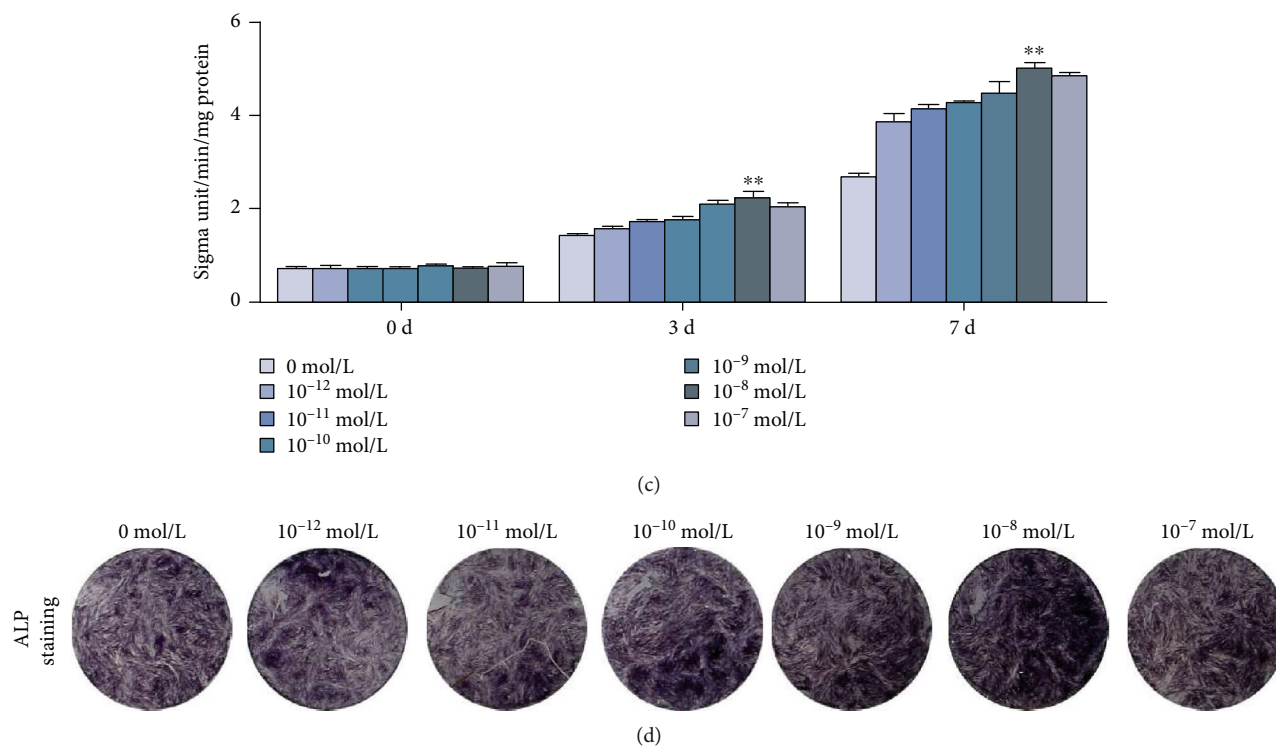 6
4
2
0
Sigma unit/min/mg protein
**
**
0 d
3 d
7 d
0 mol/L
10⁻¹² mol/L
10⁻¹¹ mol/L
10⁻¹⁰ mol/L
10⁻⁹ mol/L
10⁻⁸ mol/L
10⁻⁷ mol/L
(c)
0 mol/L
10⁻¹² mol/L
10⁻¹¹ mol/L
10⁻¹⁰ mol/L
10⁻⁹ mol/L
10⁻⁸ mol/L
10⁻⁷ mol/L
ALP
staining
(d)